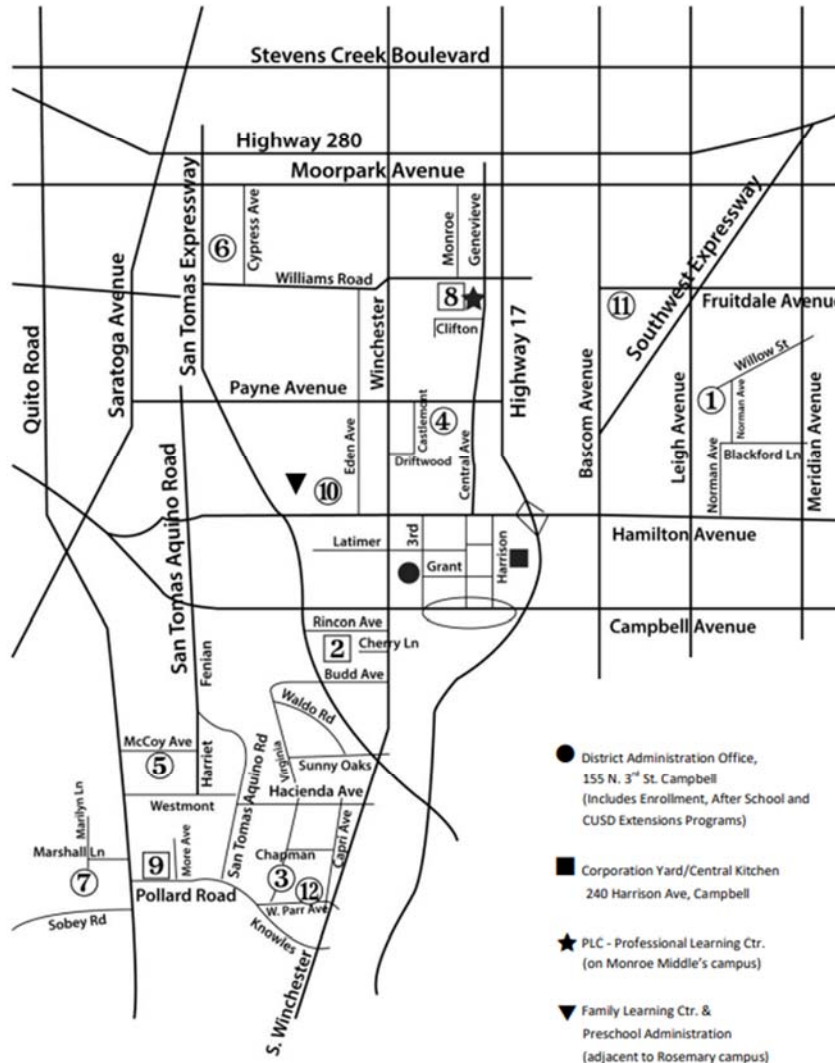 Stevens Creek Boulevard
Highway 280
Moorpark Avenue
San Tomas Expressway
Cypress Ave
Monroe
Genevieve
6
Williams Road
8
Clifton
Saratoga Avenue
Quito Road
Winchester
Highway 17
Southwest Expressway
11
Fruitdale Avenue
Willow St
Payne Avenue
Castlemont
4
1
Norman Ave
Driftwood
Eden Ave
Central Ave
Bascom Avenue
Leigh Avenue
Norman Ave
Blackford Ln
Meridian Avenue
10
San Tomas Aquino Road
Hamilton Avenue
Latimer
3rd
Grant
Harrison
Campbell Avenue
Rincon Ave
2
Cherry Ln
Budd Ave
Fenian
Waldo Rd
McCoy Ave
5
Harriet
San Tomas Aquino Rd
Virginia
Sunny Oaks
Hacienda Ave
Westmont
Marilyn Ln
Marshall Ln
7
9
More Ave
Chapman
Capri Ave
3
12
Pollard Road
W. Parr Ave
Sobey Rd
Knowles
S. Winchester
District Administration Office,
155 N. 3rd St. Campbell
(Includes Enrollment, After School and
CUSD Extensions Programs)
Corporation Yard/Central Kitchen
240 Harrison Ave, Campbell
PLC - Professional Learning Ctr.
(on Monroe Middle's campus)
Family Learning Ctr. &
Preschool Administration
(adjacent to Rosemary campus)